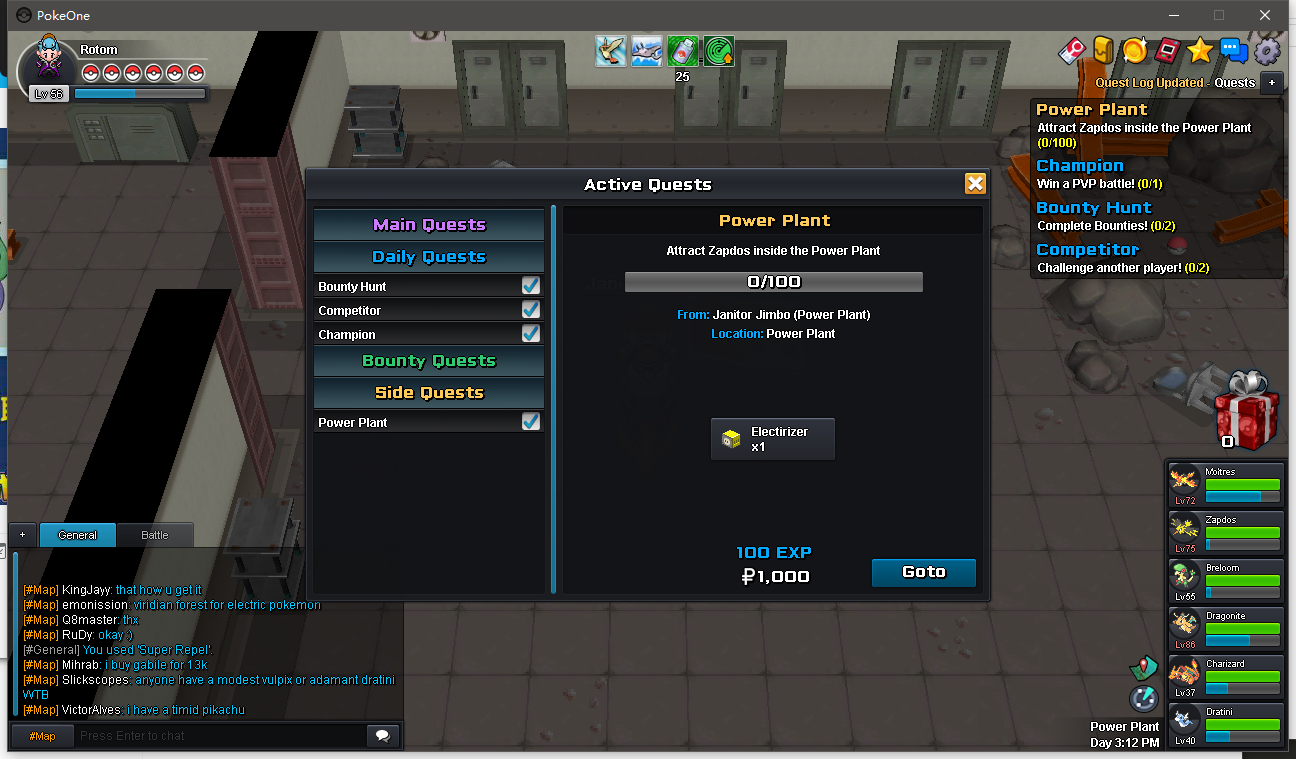 PokeOne
Rotom
Lv 56
25
Quest Log Updated - Quests +
Power Plant
Attract Zapdos inside the Power Plant
(0/100)
Champion
Win a PVP battle! (0/1)
Bounty Hunt
Complete Bounties! (0/2)
Competitor
Challenge another player! (0/2)
Active Quests
Main Quests
Daily Quests
Bounty Hunt
Competitor
Champion
Bounty Quests
Side Quests
Power Plant
Power Plant
Attract Zapdos inside the Power Plant
0/100
From: Janitor Jimbo (Power Plant)
Location: Power Plant
Electirizer
x1
100 EXP
₽1,000
Goto
0
+ General Battle
[#Map] KingJayy: that how u get it
[#Map] emonission: viridian forest for electric pokemon
[#Map] Q8master: thx
[#Map] RuDy: okay :)
[#General] You used 'Super Repel'.
[#Map] Mihrab: i buy gabile for 13k
[#Map] Slickscopes: anyone have a modest vulpix or adamant dratini
WTB
[#Map] VictorAlves: i have a timid pikachu
#Map Press Enter to chat
Moltres
Lv72
Zapdos
Lv75
Breloom
Lv55
Dragonite
Lv86
Charizard
Lv37
Dratini
Lv40
Power Plant
Day 3:12 PM